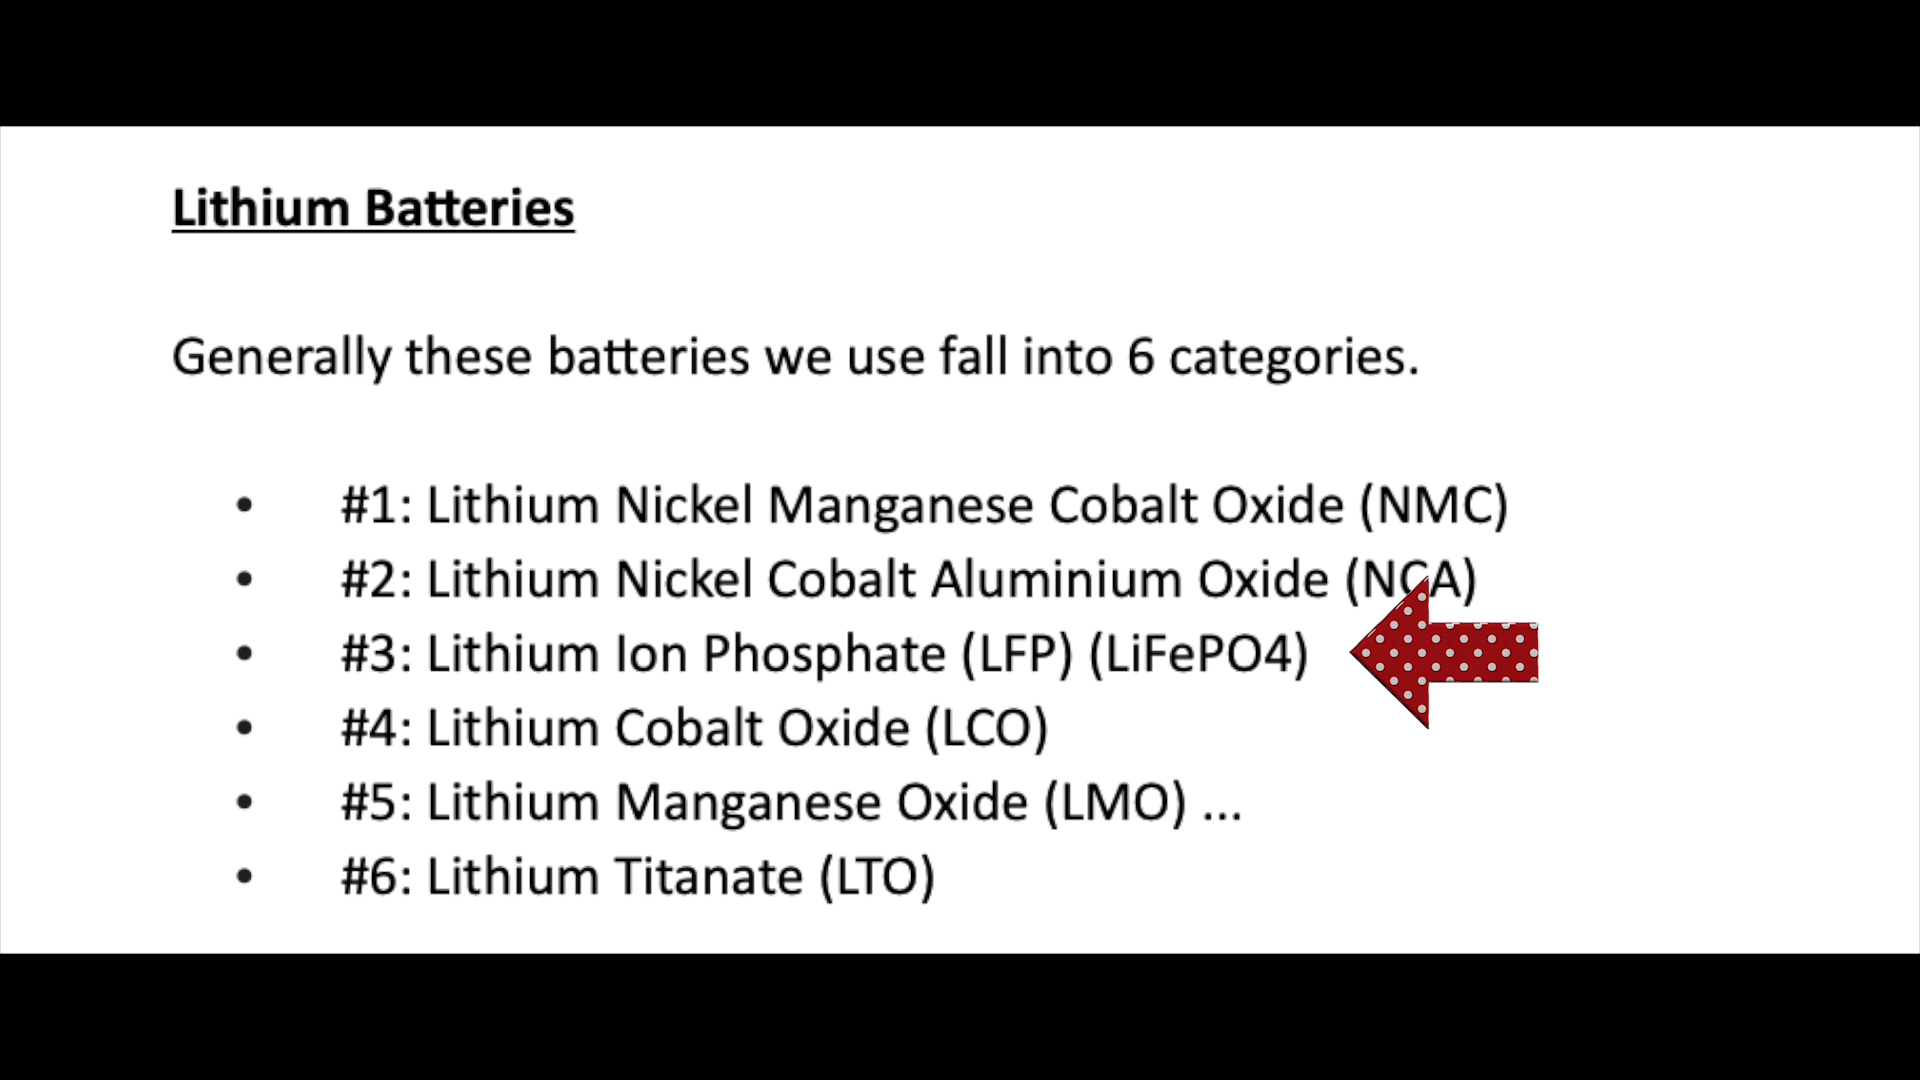 Lithium Batteries
Generally these batteries we use fall into 6 categories.
• #1: Lithium Nickel Manganese Cobalt Oxide (NMC)
• #2: Lithium Nickel Cobalt Aluminium Oxide (NCA)
• #3: Lithium Ion Phosphate (LFP) (LiFePO4)
• #4: Lithium Cobalt Oxide (LCO)
• #5: Lithium Manganese Oxide (LMO) ...
• #6: Lithium Titanate (LTO)